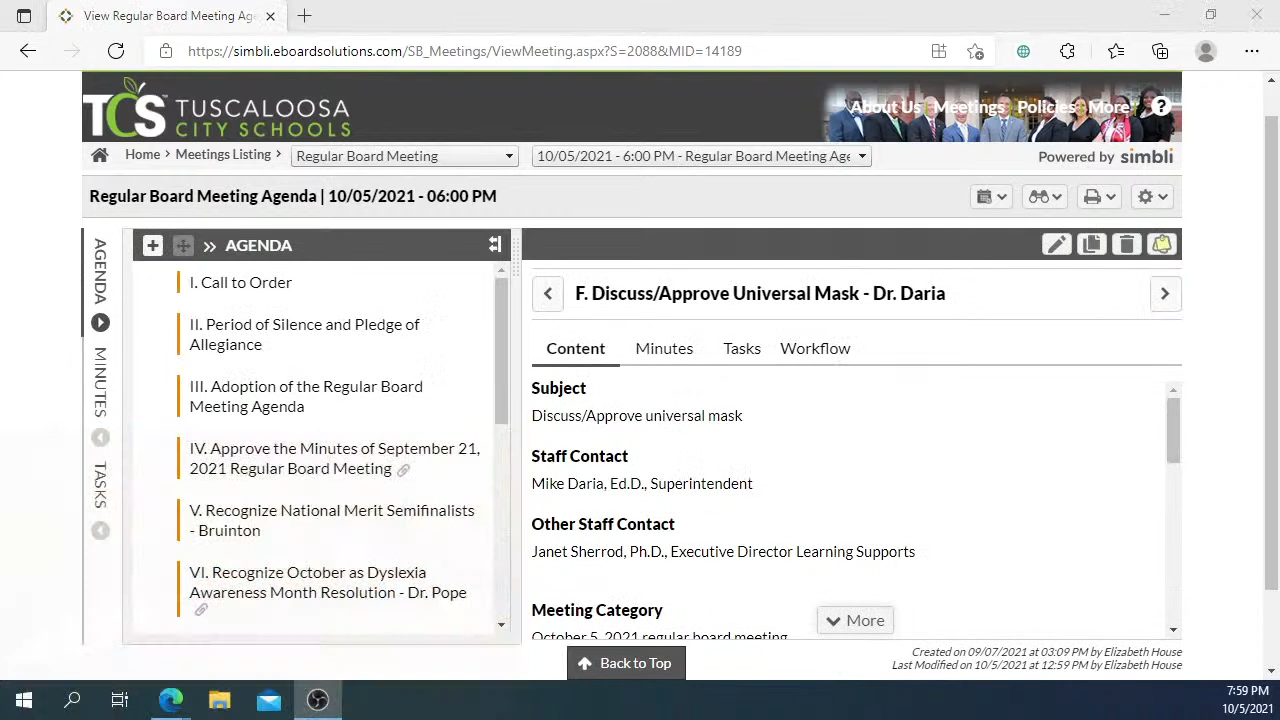 View Regular Board Meeting Age
https://simbli.eboardsolutions.com/SB_Meetings/ViewMeeting.aspx?S=2088&MID=14189
TCS™ TUSCALOOSA
CITY SCHOOLS
About Us Meetings Policies More
Home Meetings Listing Regular Board Meeting 10/05/2021 - 6:00 PM - Regular Board Meeting Age Powered by simbli
Regular Board Meeting Agenda | 10/05/2021 - 06:00 PM
AGENDA
MINUTES
TASKS
AGENDA
I. Call to Order
II. Period of Silence and Pledge of
Allegiance
III. Adoption of the Regular Board
Meeting Agenda
IV. Approve the Minutes of September 21,
2021 Regular Board Meeting
V. Recognize National Merit Semifinalists
- Bruinton
VI. Recognize October as Dyslexia
Awareness Month Resolution - Dr. Pope
F. Discuss/Approve Universal Mask - Dr. Daria
Content Minutes Tasks Workflow
Subject
Discuss/Approve universal mask
Staff Contact
Mike Daria, Ed.D., Superintendent
Other Staff Contact
Janet Sherrod, Ph.D., Executive Director Learning Supports
Meeting Category
October 5, 2021 regular board meeting
More
Created on 09/07/2021 at 03:09 PM by Elizabeth House
Last Modified on 10/5/2021 at 12:59 PM by Elizabeth House
Back to Top
7:59 PM
10/5/2021